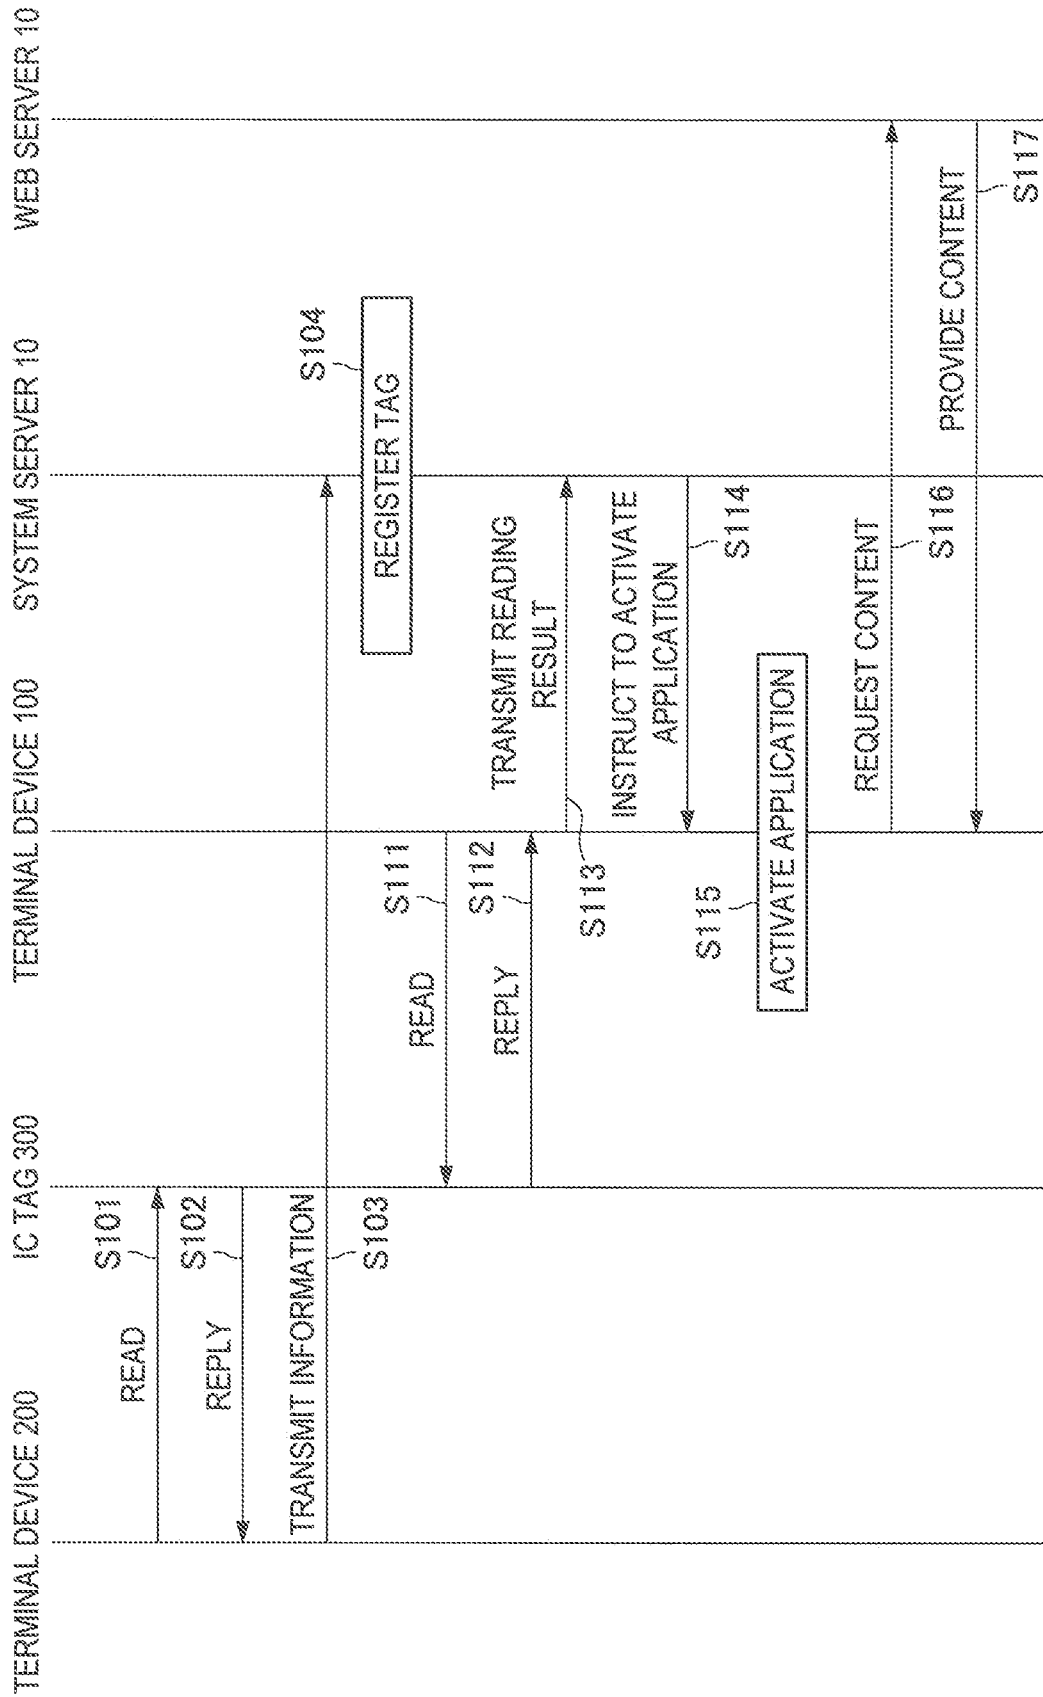 TERMINAL DEVICE 200
IC TAG 300
TERMINAL DEVICE 100
SYSTEM SERVER 10
WEB SERVER 10
READ
S101
REPLY
S102
TRANSMIT INFORMATION
S103
S104
REGISTER TAG
READ
S111
REPLY
S112
TRANSMIT READING
RESULT
S113
INSTRUCT TO ACTIVATE
APPLICATION
S114
S115
ACTIVATE APPLICATION
REQUEST CONTENT
S116
PROVIDE CONTENT
S117